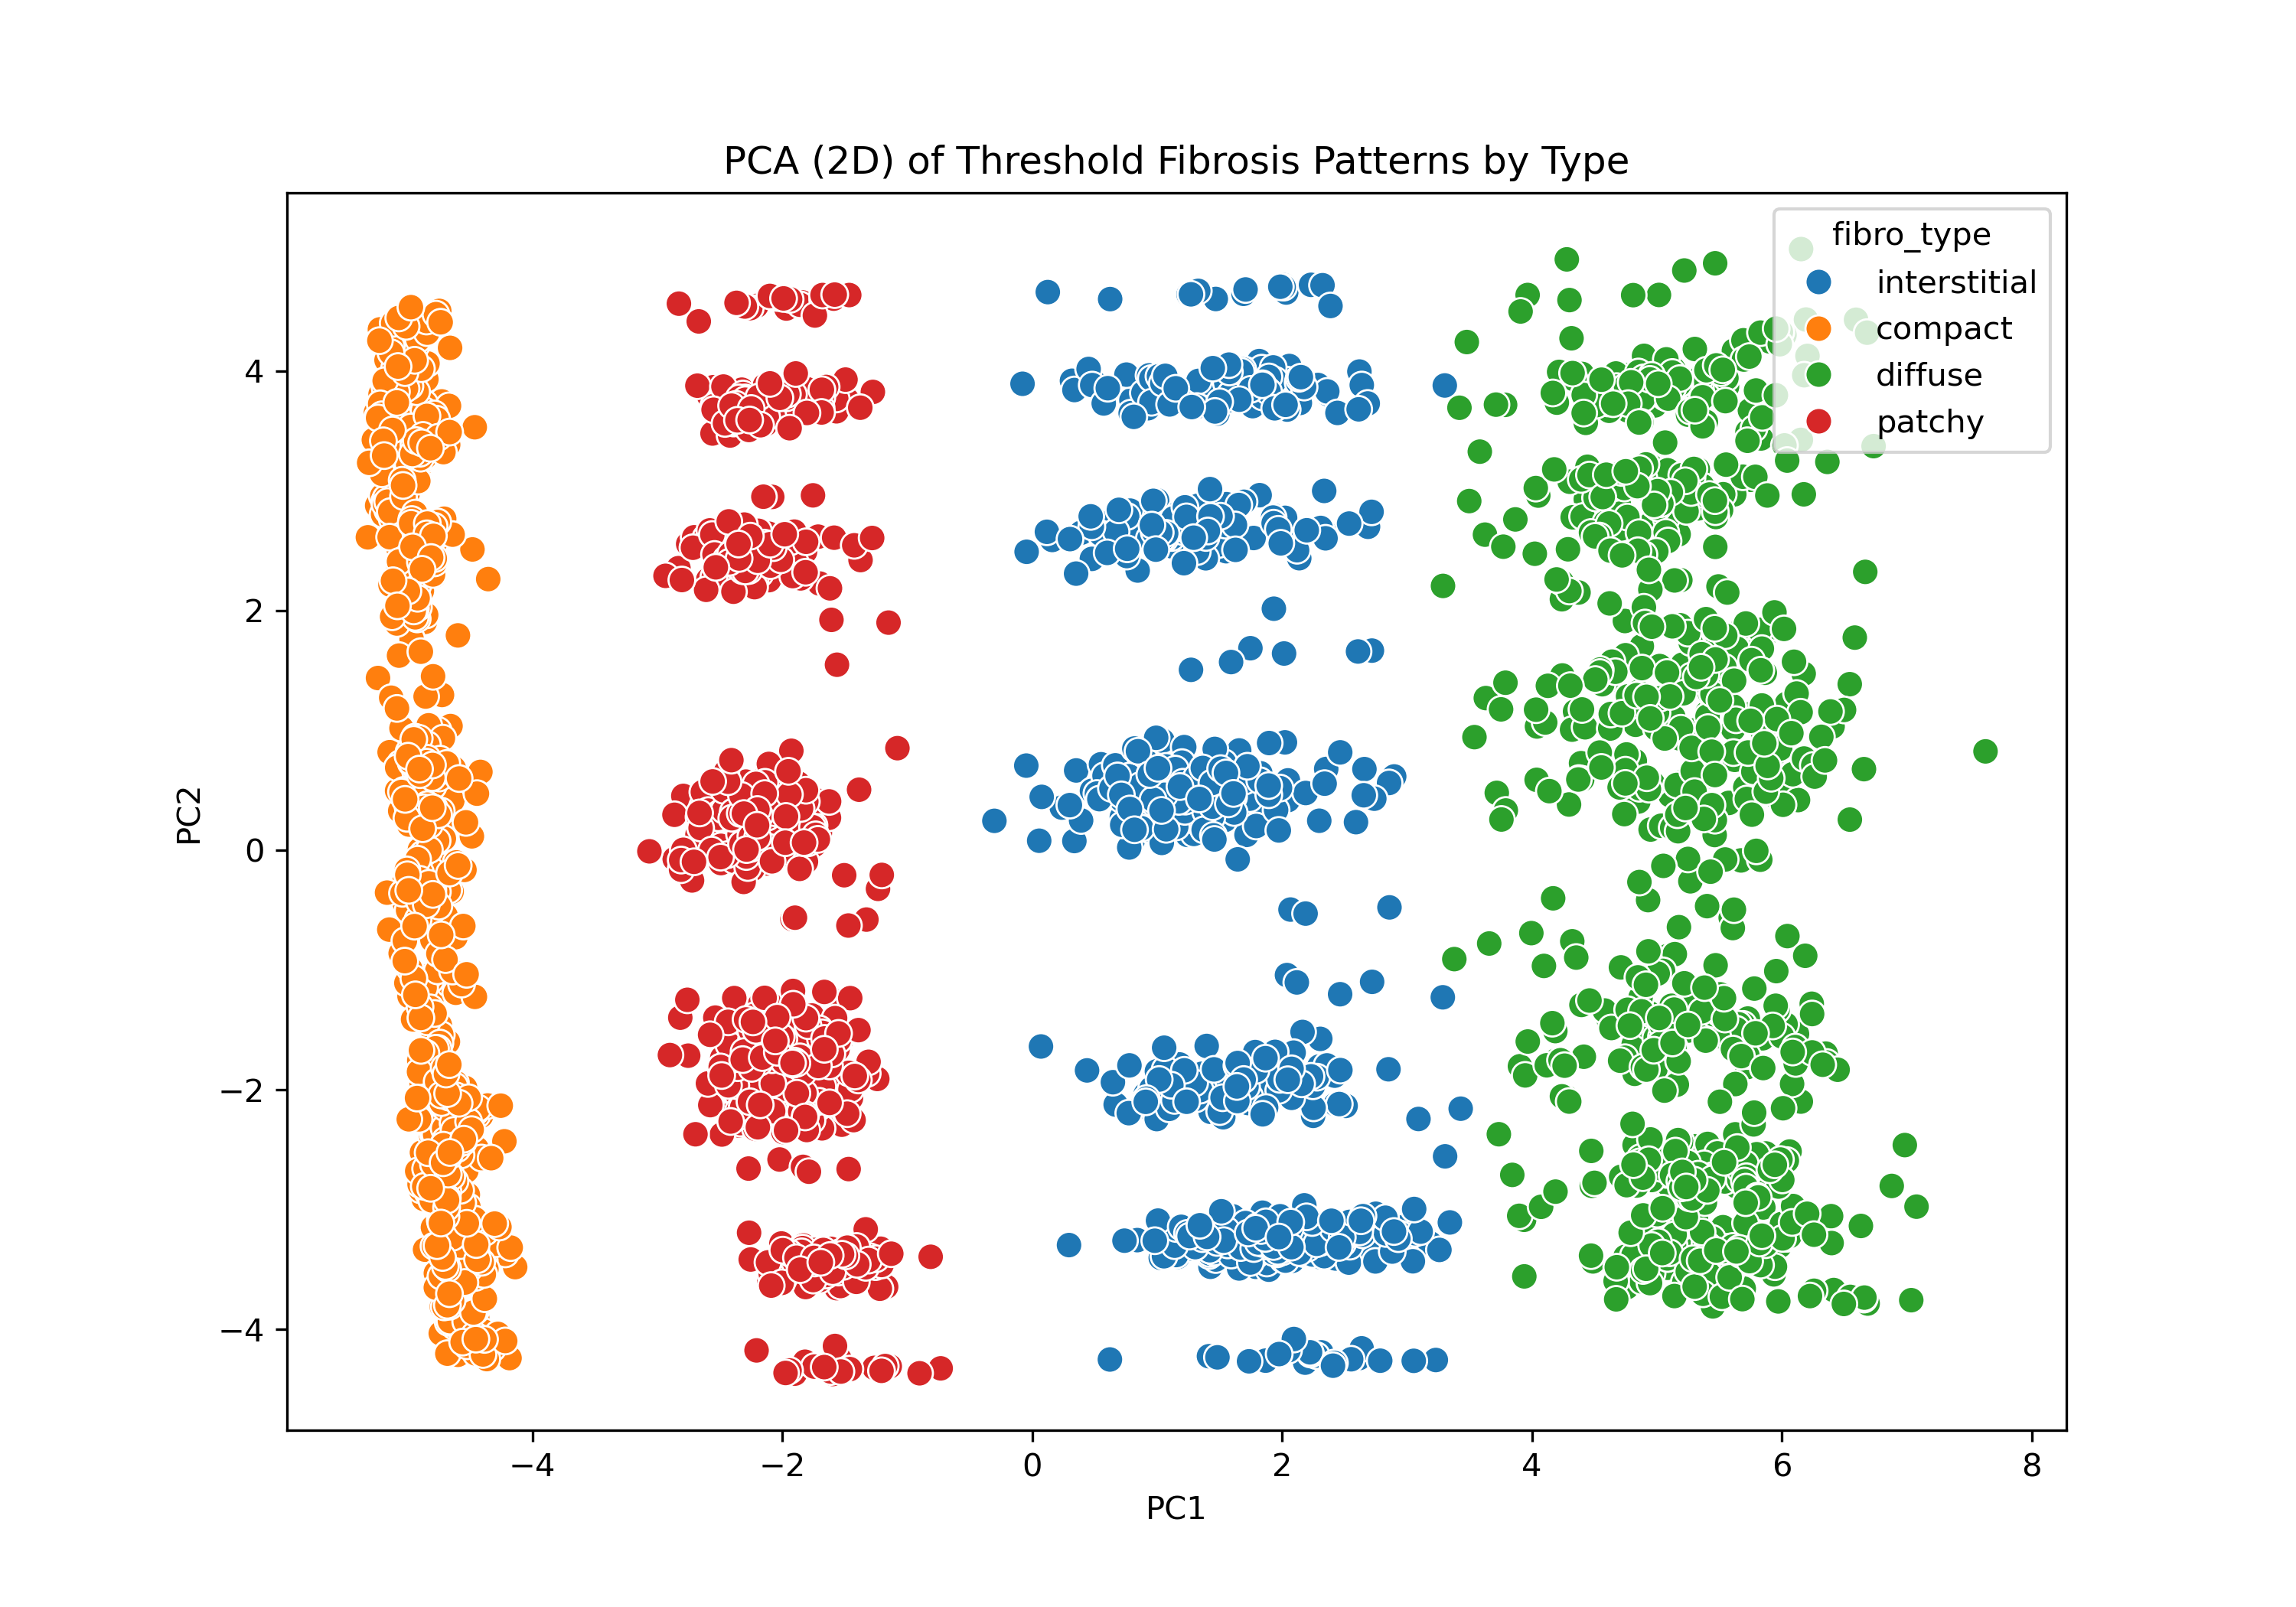 PCA (2D) of Threshold Fibrosis Patterns by Type
fibro_type
interstitial
compact
diffuse
patchy
4
2
0
−2
−4
PC2
−4
−2
0
2
4
6
8
PC1